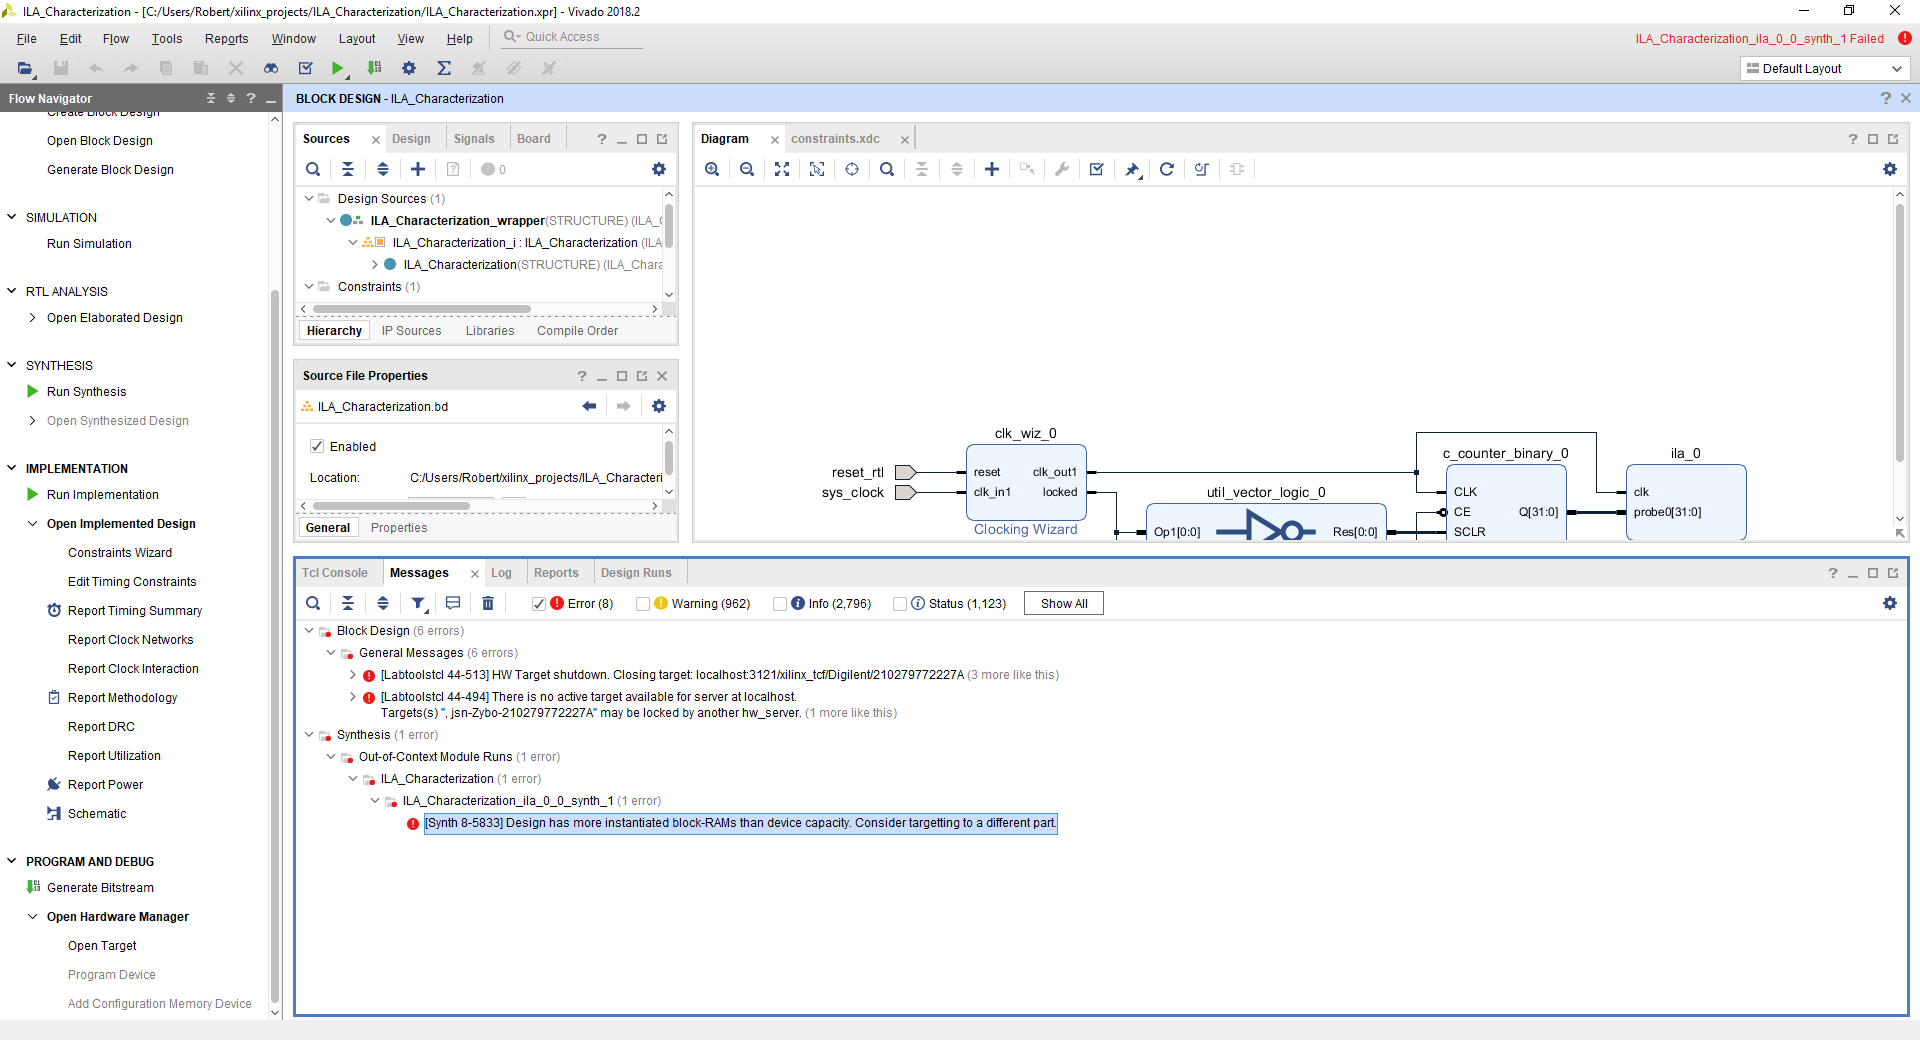 ILA_Characterization - [C:/Users/Robert/xilinx_projects/ILA_Characterization/ILA_Characterization.xpr] - Vivado 2018.2
File Edit Flow Tools Reports Window Layout View Help Quick Access
ILA_Characterization_ila_0_0_synth_1 Failed
Default Layout
Flow Navigator
Create Block Design
Open Block Design
Generate Block Design
SIMULATION
Run Simulation
RTL ANALYSIS
Open Elaborated Design
SYNTHESIS
Run Synthesis
Open Synthesized Design
IMPLEMENTATION
Run Implementation
Open Implemented Design
Constraints Wizard
Edit Timing Constraints
Report Timing Summary
Report Clock Networks
Report Clock Interaction
Report Methodology
Report DRC
Report Utilization
Report Power
Schematic
PROGRAM AND DEBUG
Generate Bitstream
Open Hardware Manager
Open Target
Program Device
Add Configuration Memory Device
BLOCK DESIGN - ILA_Characterization
Sources Design Signals Board
0
Design Sources (1)
ILA_Characterization_wrapper(STRUCTURE) (ILA_C
ILA_Characterization_i : ILA_Characterization (ILA
ILA_Characterization(STRUCTURE) (ILA_Chara
Constraints (1)
Hierarchy IP Sources Libraries Compile Order
Source File Properties
ILA_Characterization.bd
Enabled
Location: C:/Users/Robert/xilinx_projects/ILA_Characteri
General Properties
Diagram constraints.xdc
clk_wiz_0
reset_rtl
sys_clock
reset clk_out1
clk_in1 locked
Clocking Wizard
util_vector_logic_0
Op1[0:0] Res[0:0]
c_counter_binary_0
CLK
CE Q[31:0]
SCLR
ila_0
clk
probe0[31:0]
Tcl Console Messages Log Reports Design Runs
Error (8) Warning (962) Info (2,796) Status (1,123) Show All
Block Design (6 errors)
General Messages (6 errors)
[Labtoolstcl 44-513] HW Target shutdown. Closing target: localhost:3121/xilinx_tcf/Digilent/210279772227A (3 more like this)
[Labtoolstcl 44-494] There is no active target available for server at localhost.
Targets(s) ", jsn-Zybo-210279772227A" may be locked by another hw_server. (1 more like this)
Synthesis (1 error)
Out-of-Context Module Runs (1 error)
ILA_Characterization (1 error)
ILA_Characterization_ila_0_0_synth_1 (1 error)
[Synth 8-5833] Design has more instantiated block-RAMs than device capacity. Consider targetting to a different part.